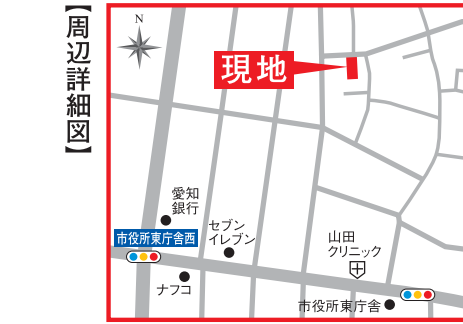 【周辺詳細図】
N
現地
愛知
銀行
市役所東庁舎西
セブン
イレブン
ナフコ
山田
クリニック
市役所東庁舎